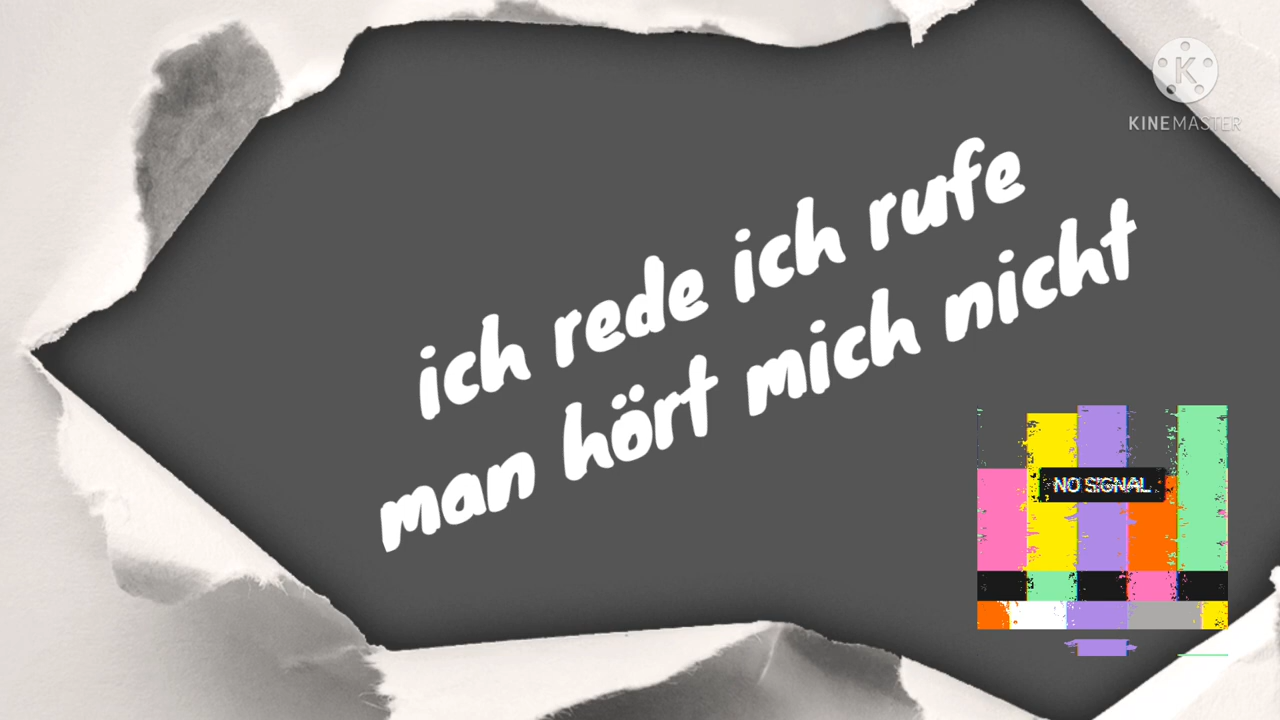 KINEMASTER
ich rede ich rufe
man hört mich nicht
NO SIGNAL